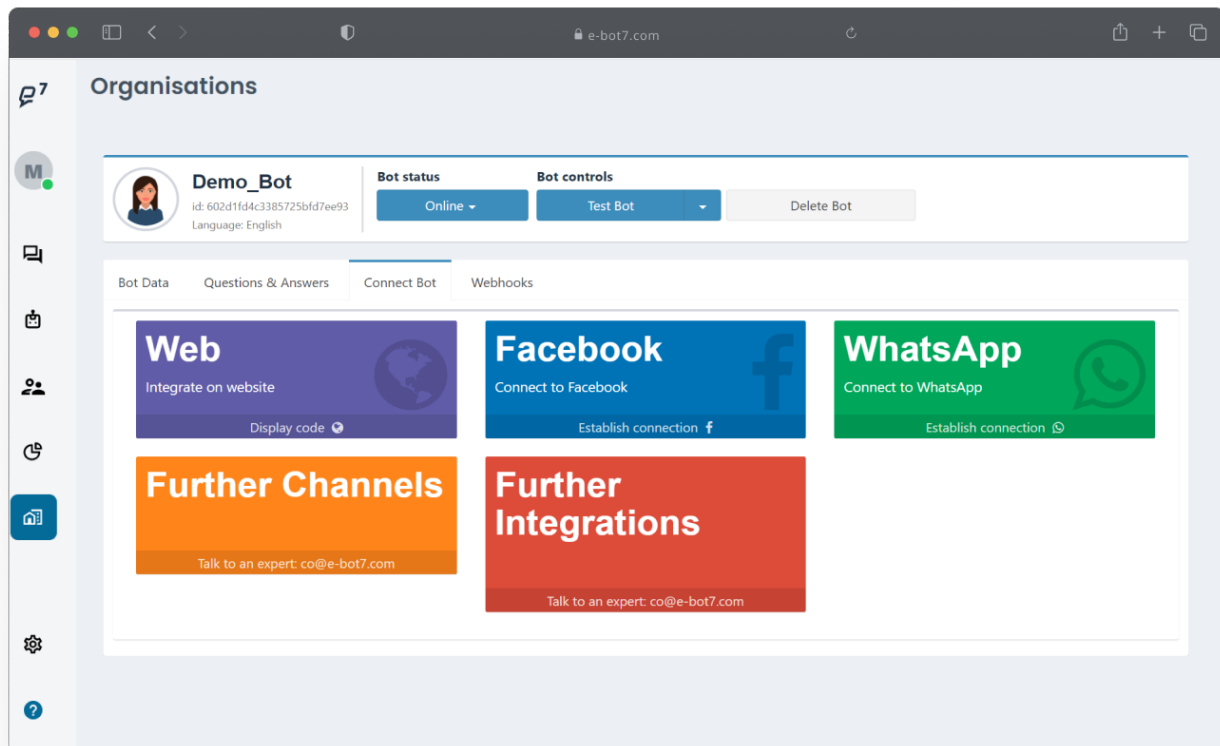 e-bot7.com
e7
Organisations
M
Demo_Bot
id: 602d1fd4c3385725bfd7ee93
Language: English
Bot status
Online
Bot controls
Test Bot
Delete Bot
Bot Data
Questions & Answers
Connect Bot
Webhooks
Web
Integrate on website
Display code
Facebook
Connect to Facebook
Establish connection
WhatsApp
Connect to WhatsApp
Establish connection
Further Channels
Talk to an expert: co@e-bot7.com
Further
Integrations
Talk to an expert: co@e-bot7.com
?